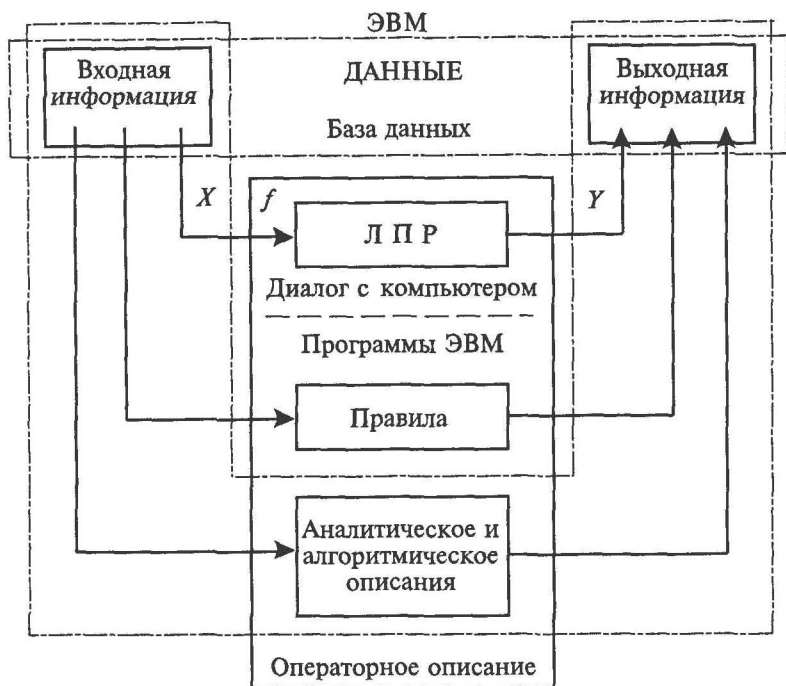 ЭВМ
Входная
информация
ДАННЫЕ
База данных
Выходная
информация
X
f
Y
Л П Р
Диалог с компьютером
Программы ЭВМ
Правила
Аналитическое и
алгоритмическое
описания
Операторное описание